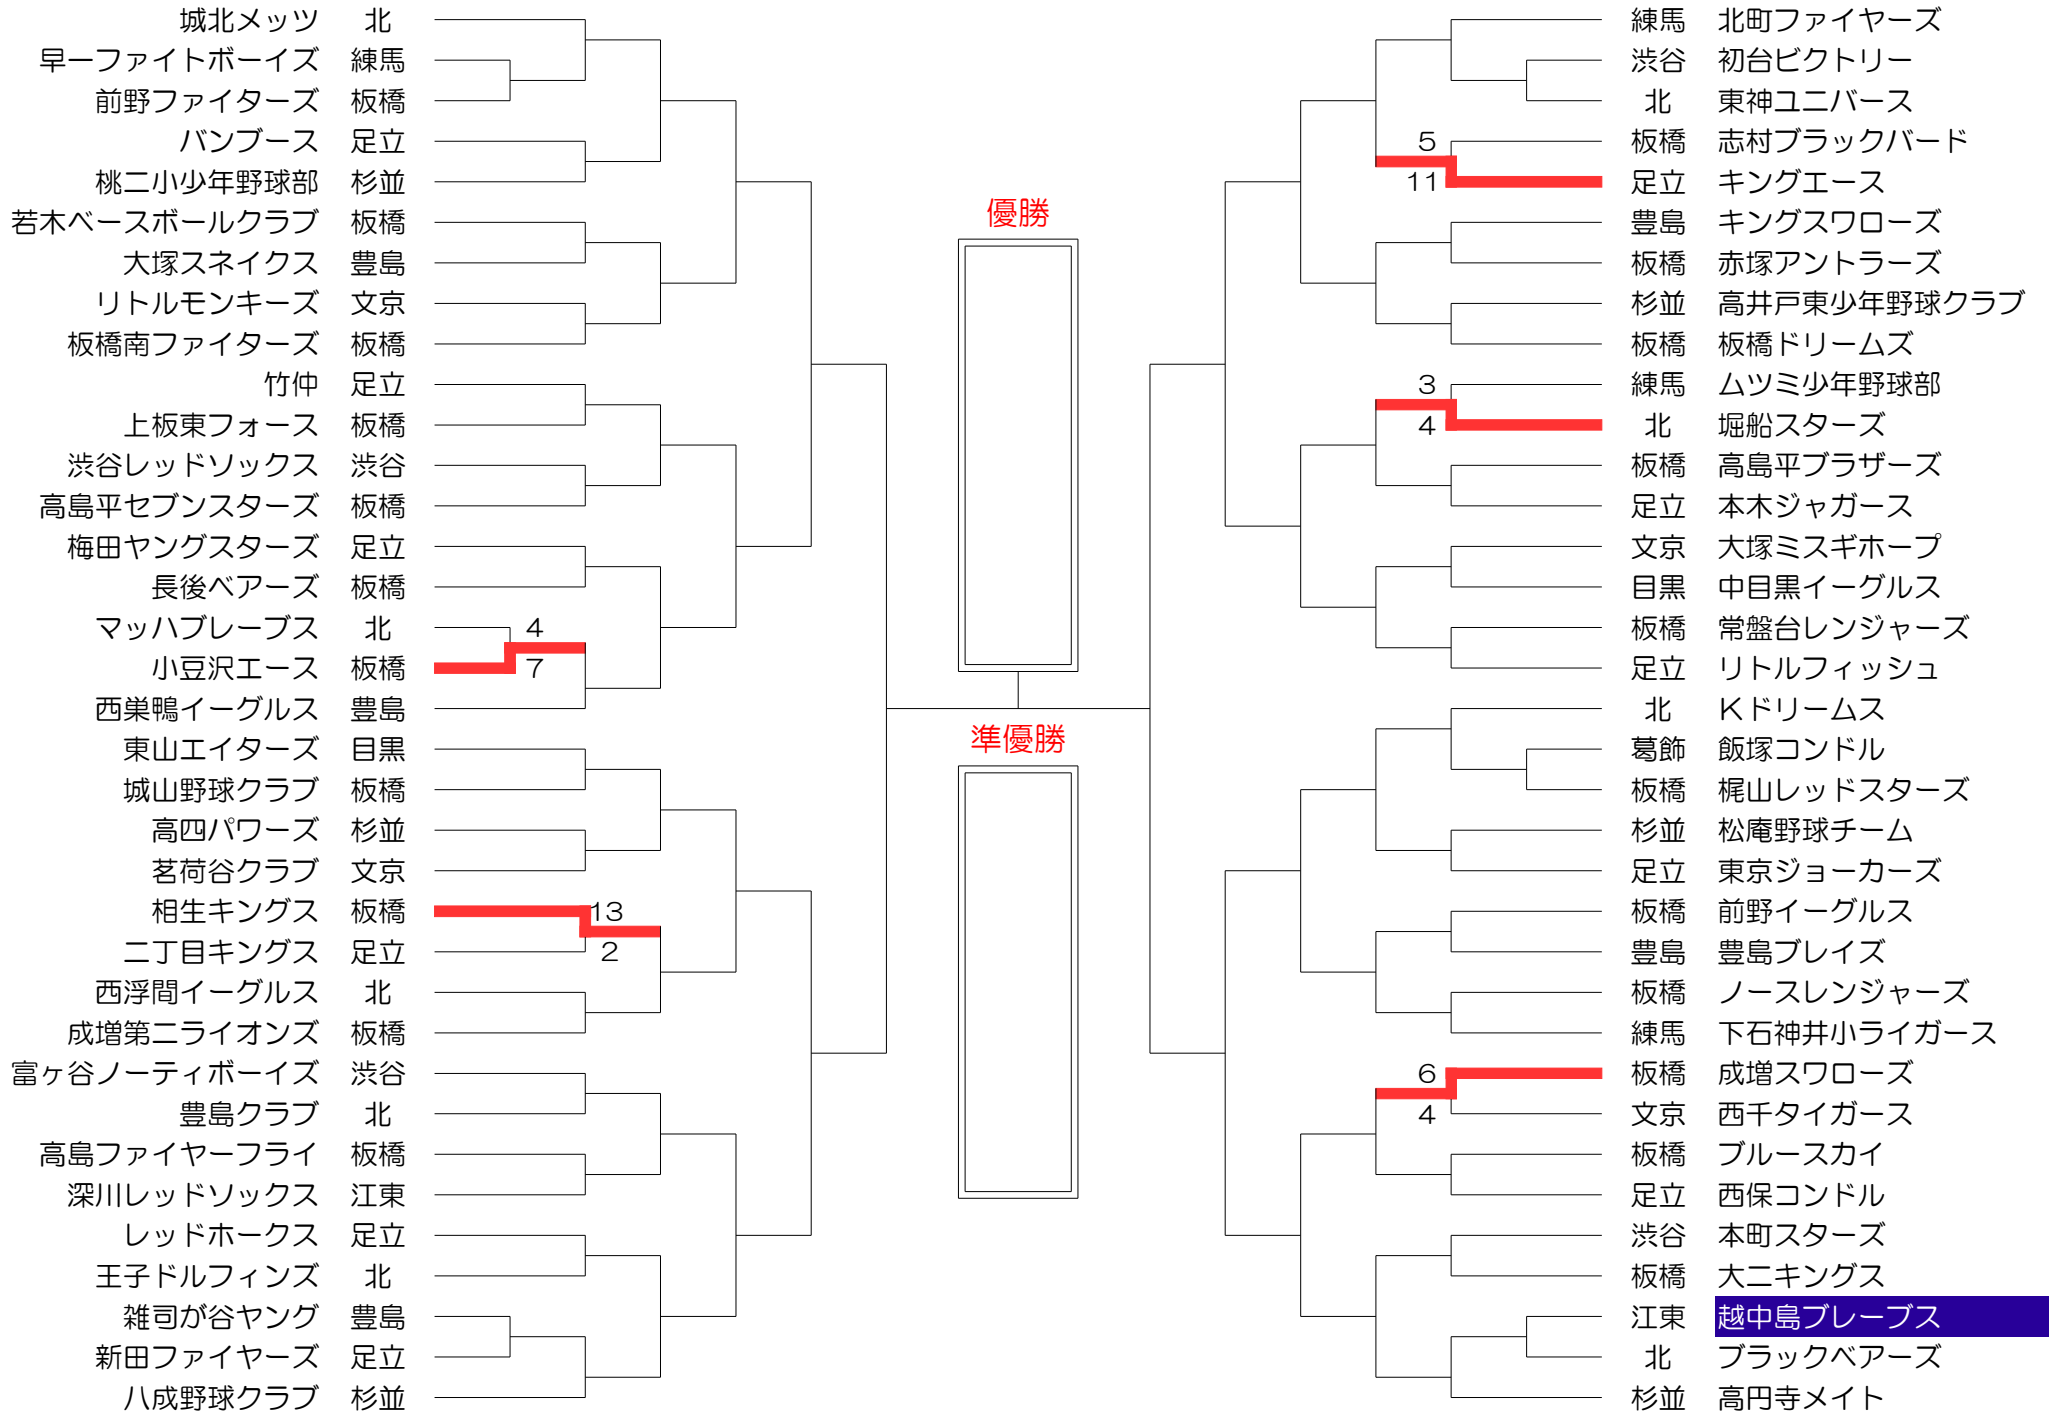 城北メッツ 北
早一ファイトボーイズ 練馬
前野ファイターズ 板橋
バンブース 足立
桃二小少年野球部 杉並
若木ベースボールクラブ 板橋
大塚スネイクス 豊島
リトルモンキーズ 文京
板橋南ファイターズ 板橋
竹仲 足立
上板東フォース 板橋
渋谷レッドソックス 渋谷
高島平セブンスターズ 板橋
梅田ヤングスターズ 足立
長後ベアーズ 板橋
マッハブレーブス 北 4
小豆沢エース 板橋 7
西巣鴨イーグルス 豊島
東山エイターズ 目黒
城山野球クラブ 板橋
高四パワーズ 杉並
茗荷谷クラブ 文京
相生キングス 板橋 13
二丁目キングス 足立 2
西浮間イーグルス 北
成増第二ライオンズ 板橋
富ヶ谷ノーティボーイズ 渋谷
豊島クラブ 北
高島ファイヤーフライ 板橋
深川レッドソックス 江東
レッドホークス 足立
王子ドルフィンズ 北
雑司が谷ヤング 豊島
新田ファイヤーズ 足立
八成野球クラブ 杉並
優勝
準優勝
練馬 北町ファイヤーズ
渋谷 初台ビクトリー
北 東神ユニバース
5 板橋 志村ブラックバード
11 足立 キングエース
豊島 キングスワローズ
板橋 赤塚アントラーズ
杉並 高井戸東少年野球クラブ
板橋 板橋ドリームズ
3 練馬 ムツミ少年野球部
4 北 堀船スターズ
板橋 高島平ブラザーズ
足立 本木ジャガース
文京 大塚ミスギホープ
目黒 中目黒イーグルス
板橋 常盤台レンジャーズ
足立 リトルフィッシュ
北 Kドリームス
葛飾 飯塚コンドル
板橋 梶山レッドスターズ
杉並 松庵野球チーム
足立 東京ジョーカーズ
板橋 前野イーグルス
豊島 豊島ブレイズ
板橋 ノースレンジャーズ
練馬 下石神井小ライガース
6 板橋 成増スワローズ
4 文京 西千タイガース
板橋 ブルースカイ
足立 西保コンドル
渋谷 本町スターズ
板橋 大二キングス
江東 越中島ブレーブス
北 ブラックベアーズ
杉並 高円寺メイト